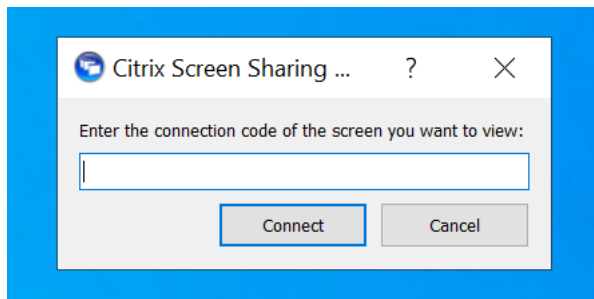 Citrix Screen Sharing ... ?
Enter the connection code of the screen you want to view:
Connect Cancel